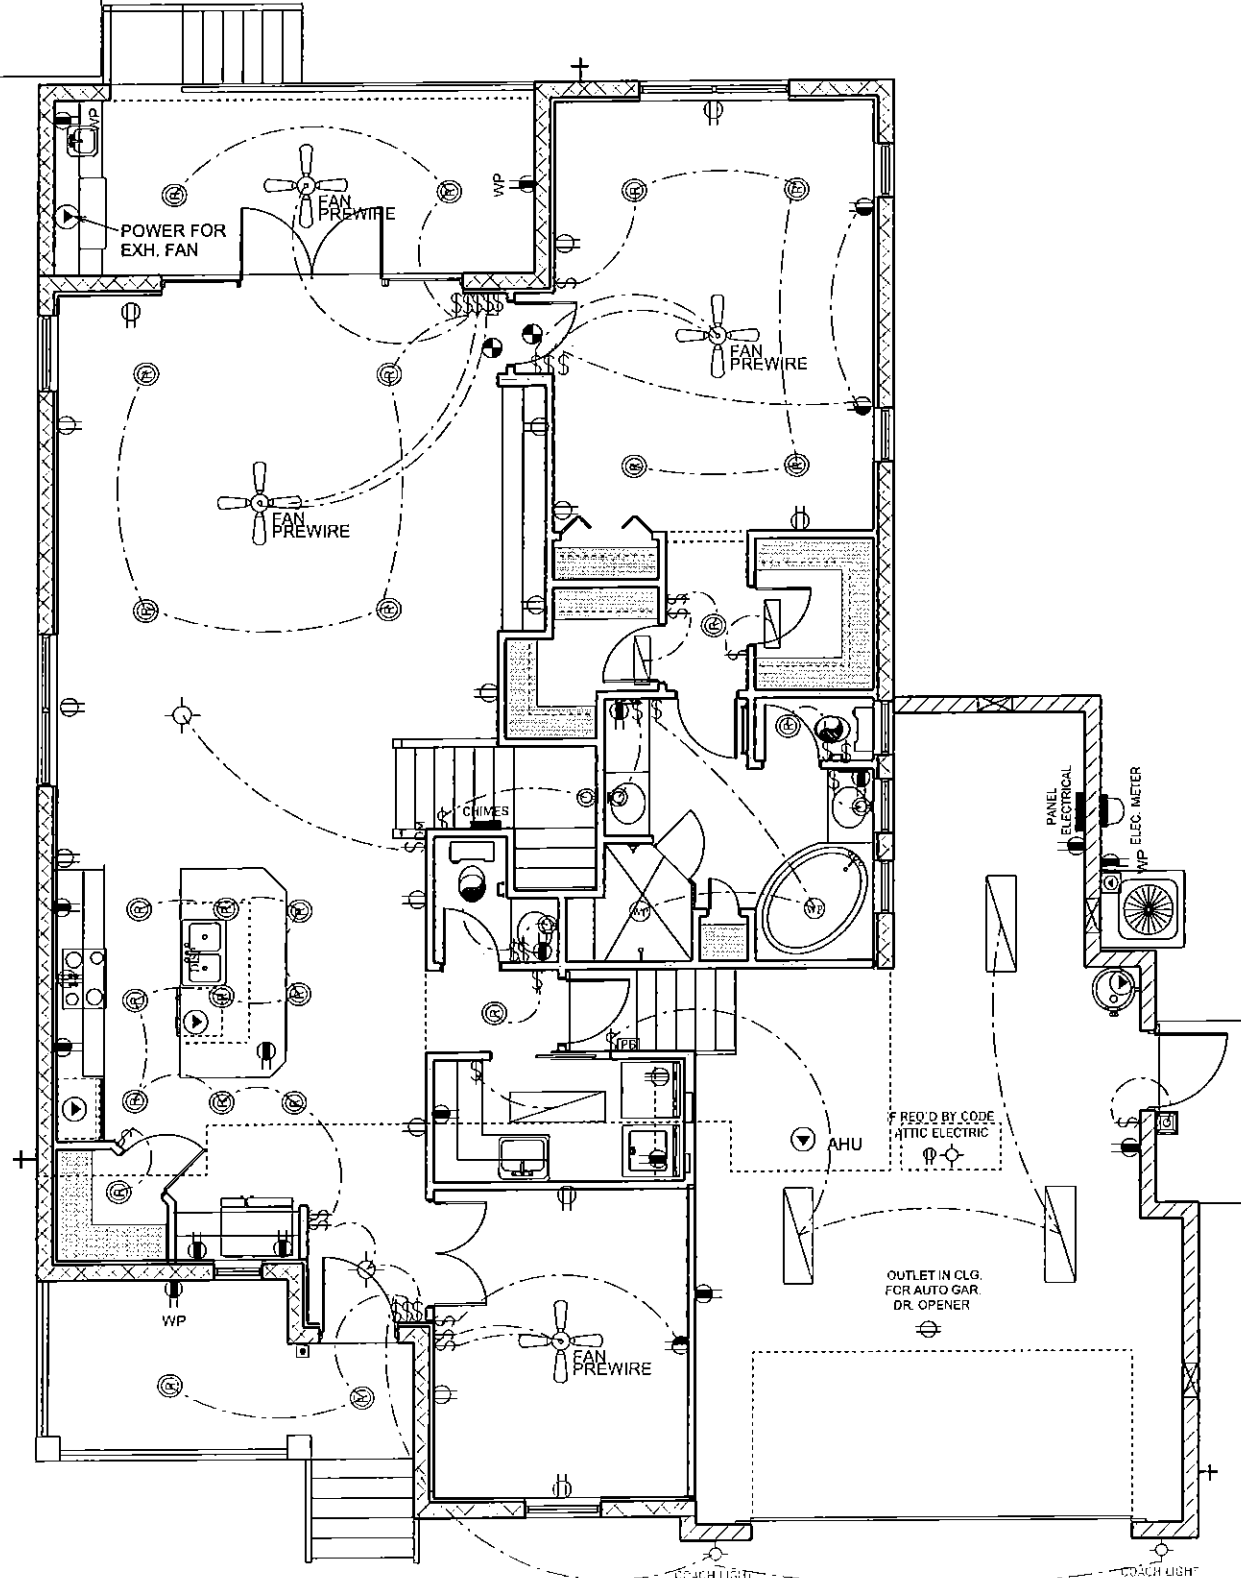 WP
WP
FAN
PREWIRE
POWER FOR
EXH. FAN
$$$$$
$
$$$
FAN
PREWIRE
FAN
PREWIRE
CHIMES
PANEL
ELECTRICAL
ELEC. METER
WP
PB
AHU
F REQ'D BY CODE
ATTIC ELECTRIC
WP
OUTLET IN CLG.
FOR AUTO GAR.
DR. OPENER
FAN
PREWIRE
COACH LIGHT
COACH LIGHT